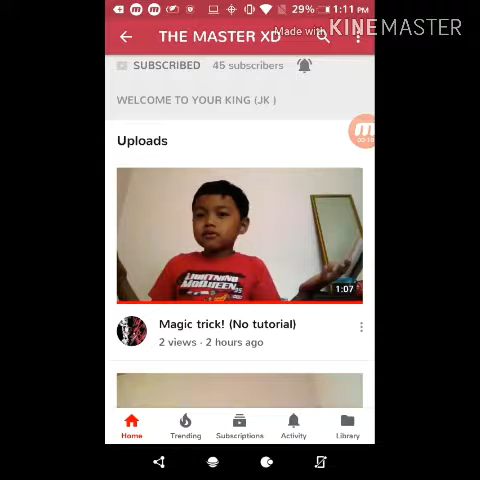 29% 1:11 PM
Made with KINEMASTER
THE MASTER XD
SUBSCRIBED 45 subscribers
WELCOME TO YOUR KING (JK )
Uploads
LIGHTNING
MCQUEEN
1:07
Magic trick! (No tutorial)
2 views · 2 hours ago
Home Trending Subscriptions Activity Library